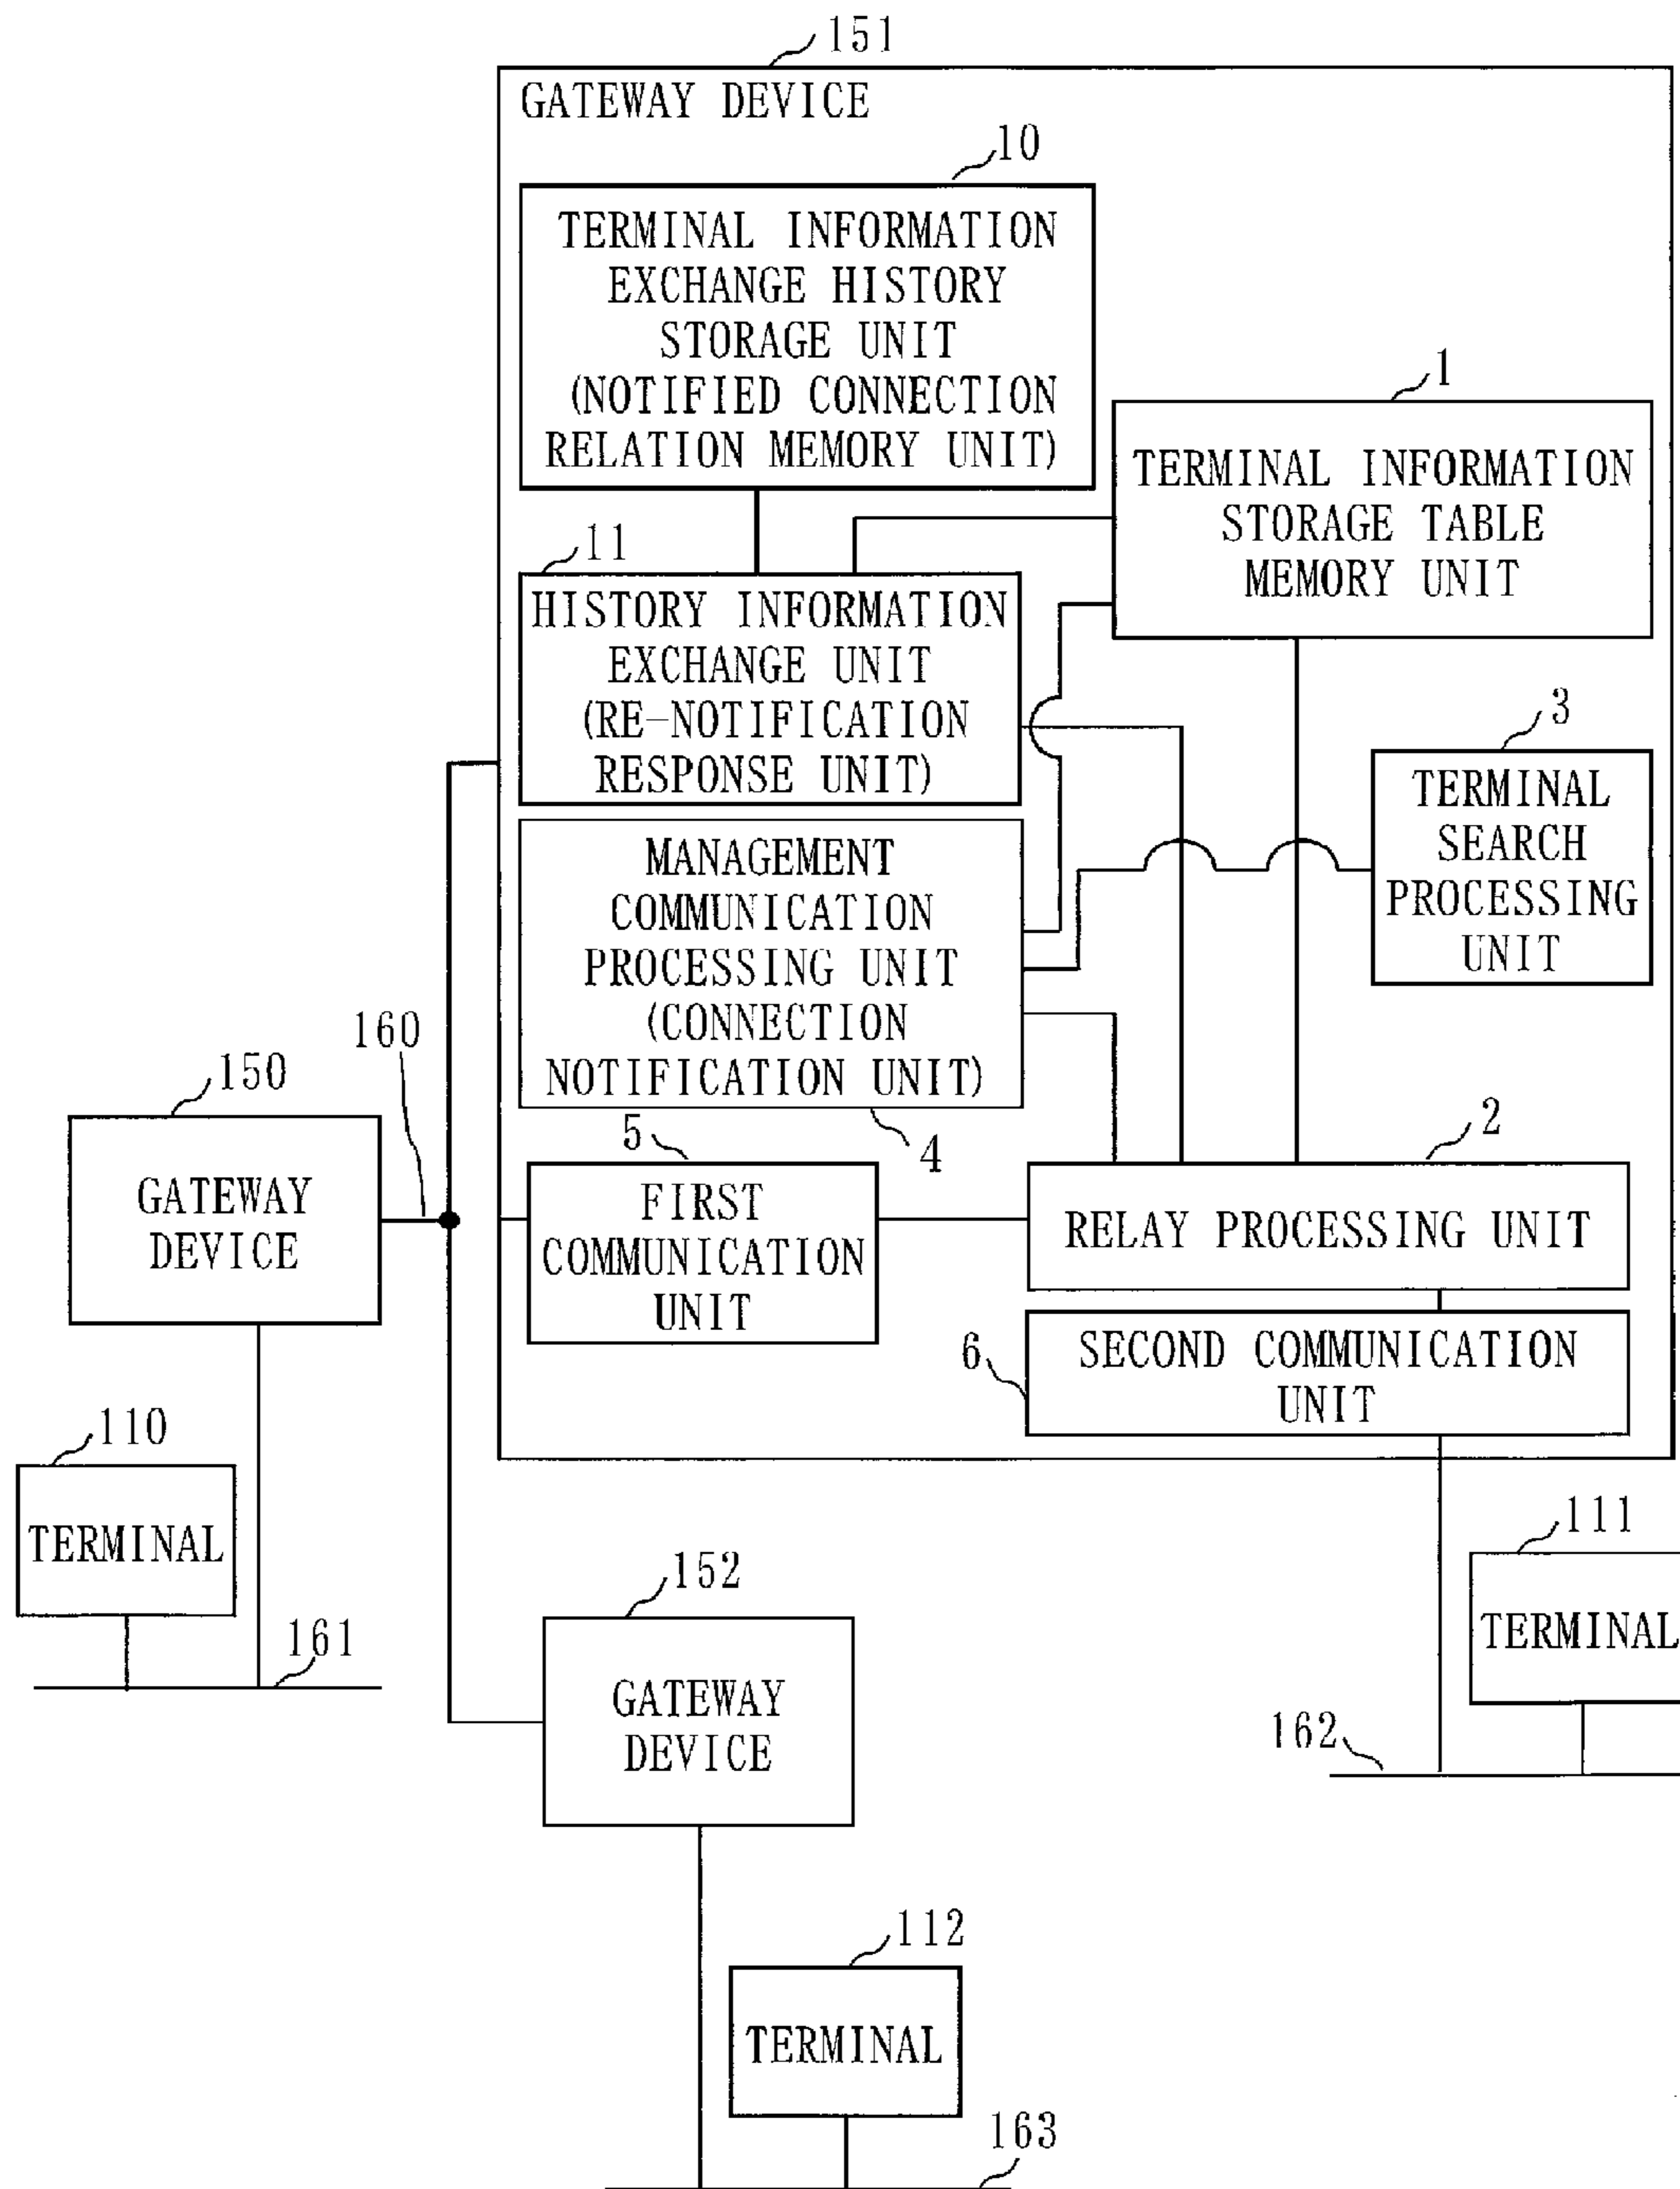 151
GATEWAY DEVICE
10
TERMINAL INFORMATION
EXCHANGE HISTORY
STORAGE UNIT
(NOTIFIED CONNECTION
RELATION MEMORY UNIT)
1
TERMINAL INFORMATION
STORAGE TABLE
MEMORY UNIT
11
HISTORY INFORMATION
EXCHANGE UNIT
(RE-NOTIFICATION
RESPONSE UNIT)
3
TERMINAL
SEARCH
PROCESSING
UNIT
MANAGEMENT
COMMUNICATION
PROCESSING UNIT
(CONNECTION
NOTIFICATION UNIT)
4
160
150
GATEWAY
DEVICE
5
FIRST
COMMUNICATION
UNIT
2
RELAY PROCESSING UNIT
6
SECOND COMMUNICATION
UNIT
110
TERMINAL
161
111
TERMINAL
162
152
GATEWAY
DEVICE
112
TERMINAL
163